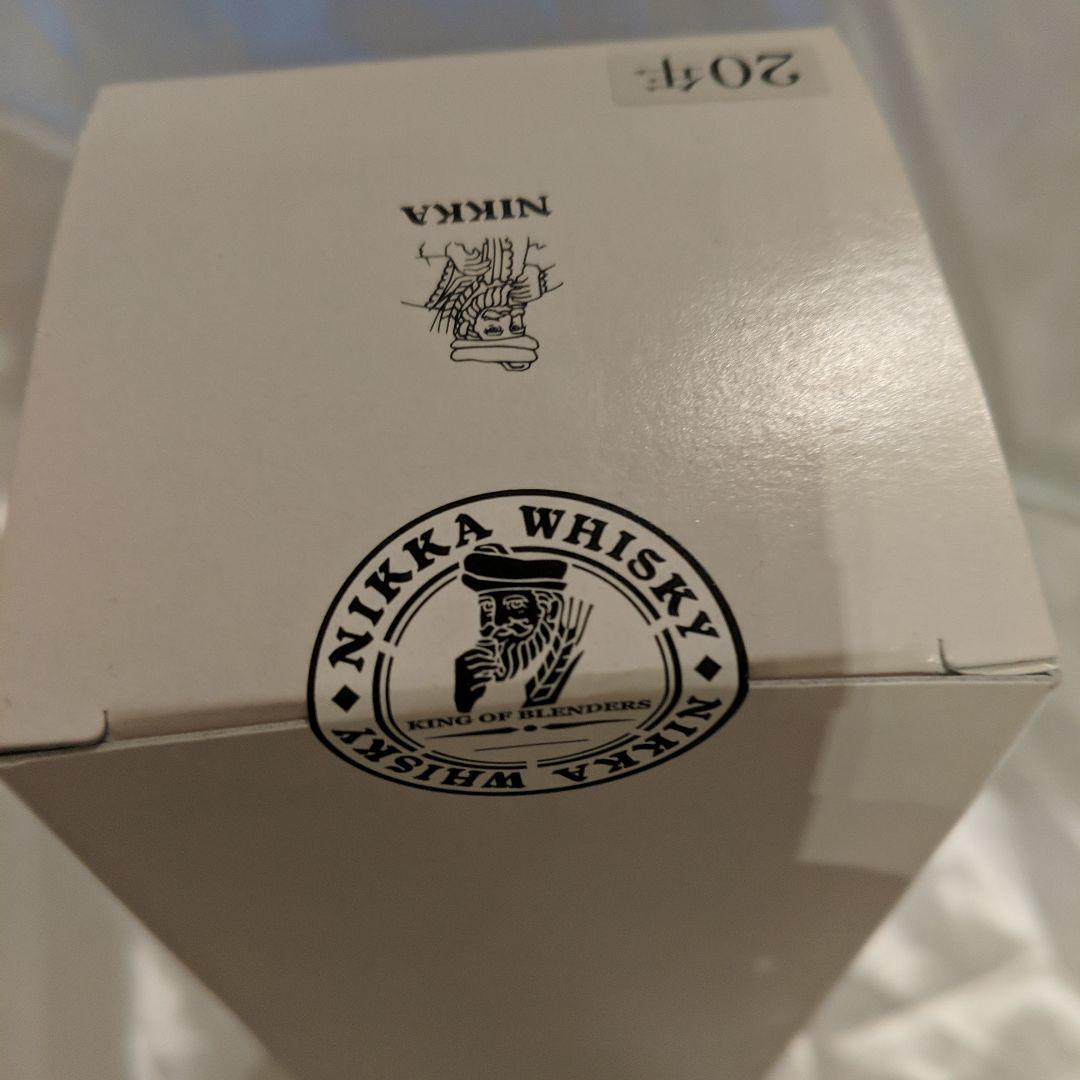 20年
NIKKA
NIKKA WHISKY ◆ NIKKA WHISKY ◆
KING OF BLENDERS